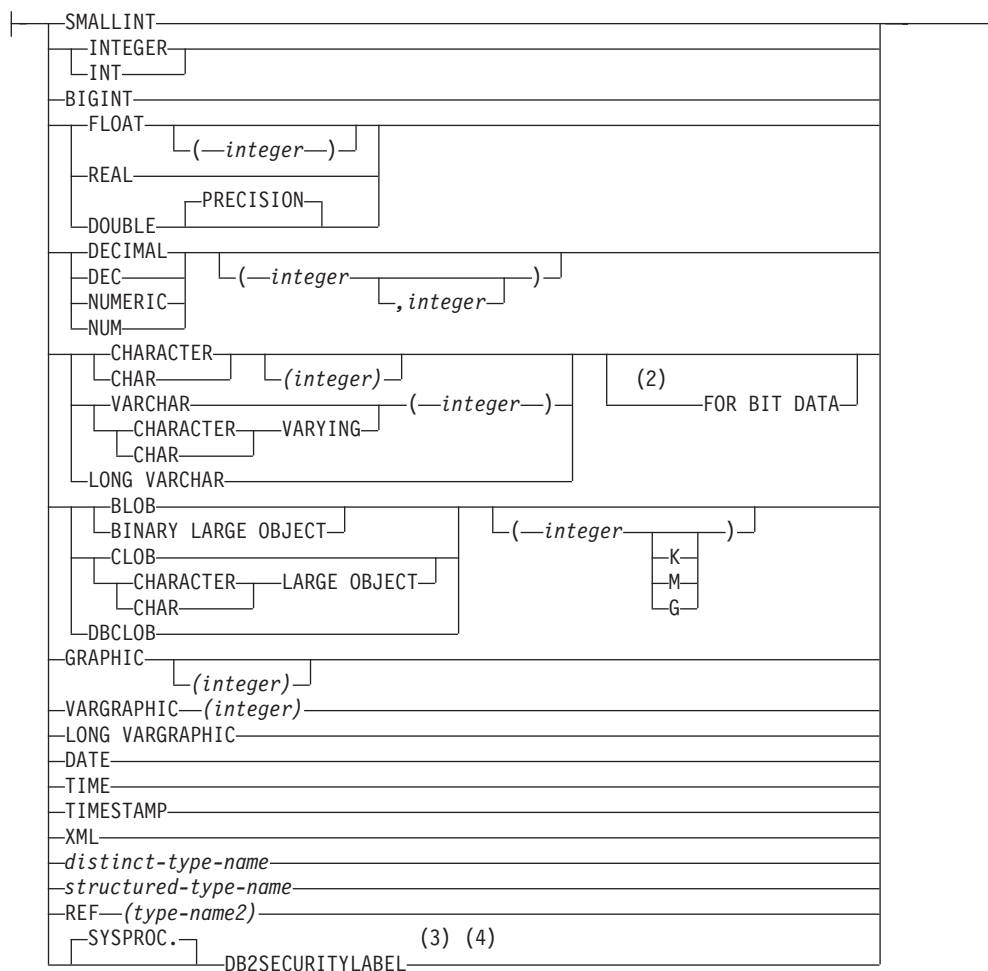 SMALLINT
INTEGER
INT
BIGINT
FLOAT
( integer )
REAL
PRECISION
DOUBLE
DECIMAL
DEC ( integer )
NUMERIC ,integer
NUM
CHARACTER
CHAR (integer) (2)
VARCHAR ( integer ) FOR BIT DATA
CHARACTER VARYING
CHAR
LONG VARCHAR
BLOB
BINARY LARGE OBJECT ( integer )
CLOB K
CHARACTER LARGE OBJECT M
CHAR G
DBCLOB
GRAPHIC
(integer)
VARGRAPHIC (integer)
LONG VARGRAPHIC
DATE
TIME
TIMESTAMP
XML
distinct-type-name
structured-type-name
REF (type-name2)
SYSPROC. (3) (4)
DB2SECURITYLABEL